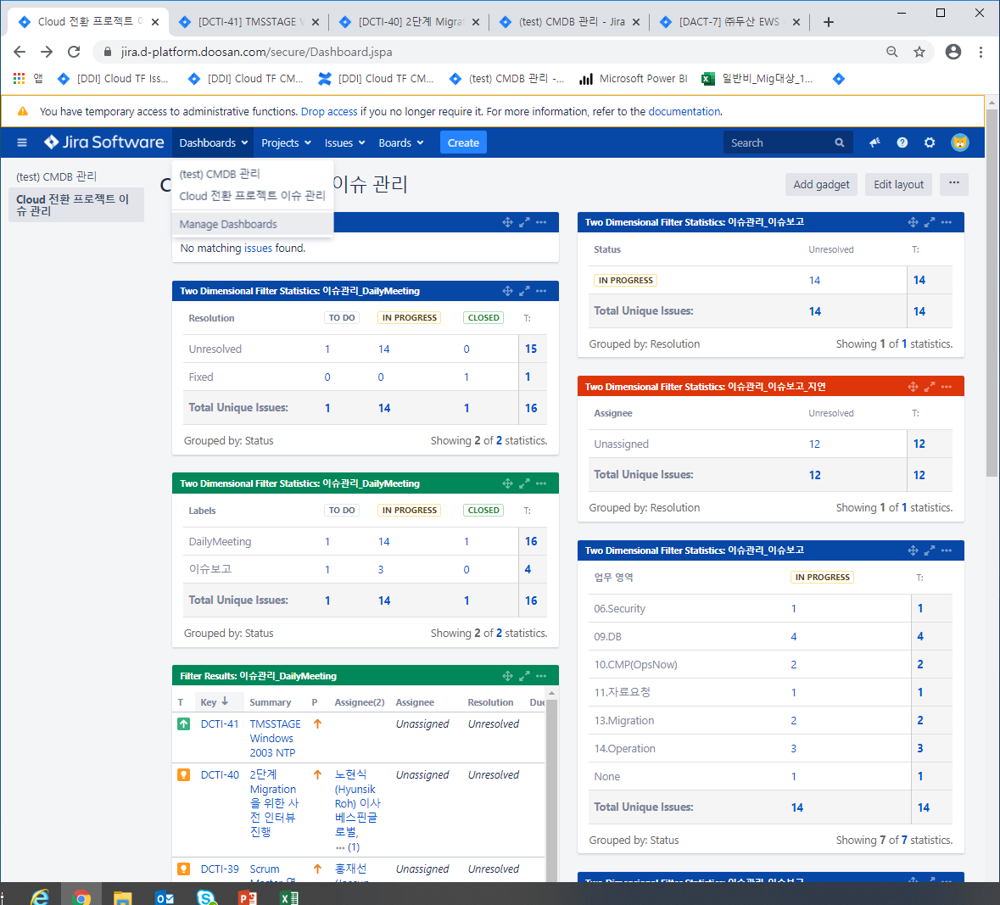 Cloud 전환 프로젝트
[DCTI-41] TMSSTAGE W
[DCTI-40] 2단계 Migrat
(test) CMDB 관리 - Jira
[DACT-7] ㈜두산 EWS
jira.d-platform.doosan.com/secure/Dashboard.jspa
앱
[DDI] Cloud TF Iss...
[DDI] Cloud TF CM...
[DDI] Cloud TF CM...
(test) CMDB 관리 -...
Microsoft Power BI
일반비_Mig대상_1...
You have temporary access to administrative functions. Drop access if you no longer require it. For more information, refer to the documentation.
Jira Software
Dashboards
Projects
Issues
Boards
Create
Search
(test) CMDB 관리
Cloud 전환 프로젝트 이
슈 관리
(test) CMDB 관리
Cloud 전환 프로젝트 이슈 관리
Manage Dashboards
C
이슈 관리
Add gadget
Edit layout
No matching issues found.
Two Dimensional Filter Statistics: 이슈관리_DailyMeeting
Resolution TO DO IN PROGRESS CLOSED T:
Unresolved 1 14 0 15
Fixed 0 0 1 1
Total Unique Issues: 1 14 1 16
Grouped by: Status Showing 2 of 2 statistics.
Two Dimensional Filter Statistics: 이슈관리_DailyMeeting
Labels TO DO IN PROGRESS CLOSED T:
DailyMeeting 1 14 1 16
이슈보고 1 3 0 4
Total Unique Issues: 1 14 1 16
Grouped by: Status Showing 2 of 2 statistics.
Filter Results: 이슈관리_DailyMeeting
T Key Summary P Assignee(2) Assignee Resolution Due
DCTI-41 TMSSTAGE Unassigned Unresolved
Windows
2003 NTP
DCTI-40 2단계 노현식 Unassigned Unresolved
Migration (Hyunsik
을 위한 사 Roh) 이사
전 인터뷰 베스핀글
진행 로벌,
... (1)
DCTI-39 Scrum 홍재선 Unassigned Unresolved
Two Dimensional Filter Statistics: 이슈관리_이슈보고
Status Unresolved T:
IN PROGRESS 14 14
Total Unique Issues: 14 14
Grouped by: Resolution Showing 1 of 1 statistics.
Two Dimensional Filter Statistics: 이슈관리_이슈보고_지연
Assignee Unresolved T:
Unassigned 12 12
Total Unique Issues: 12 12
Grouped by: Resolution Showing 1 of 1 statistics.
Two Dimensional Filter Statistics: 이슈관리_이슈보고
업무 영역 IN PROGRESS T:
06.Security 1 1
09.DB 4 4
10.CMP(OpsNow) 2 2
11.자료요청 1 1
13.Migration 2 2
14.Operation 3 3
None 1 1
Total Unique Issues: 14 14
Grouped by: Status Showing 7 of 7 statistics.
Two Dimensional Filter Statistics: 이슈관리_이슈보고